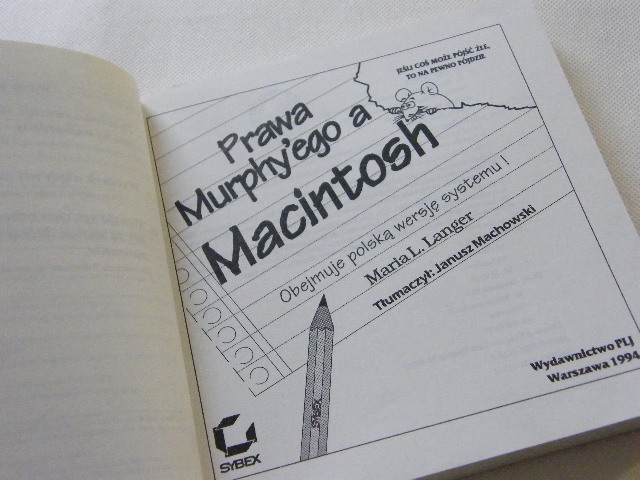 JEŚLI COŚ MOŻE PÓJŚĆ ŹLE,
TO NA PEWNO PÓJDZIE
Prawa
Murphy'ego a
Macintosh
Obejmuje polską wersję systemu!
Maria L. Langer
Tłumaczył: Janusz Machowski
SYBEX
Wydawnictwo PLJ
Warszawa 1994
SYBEX